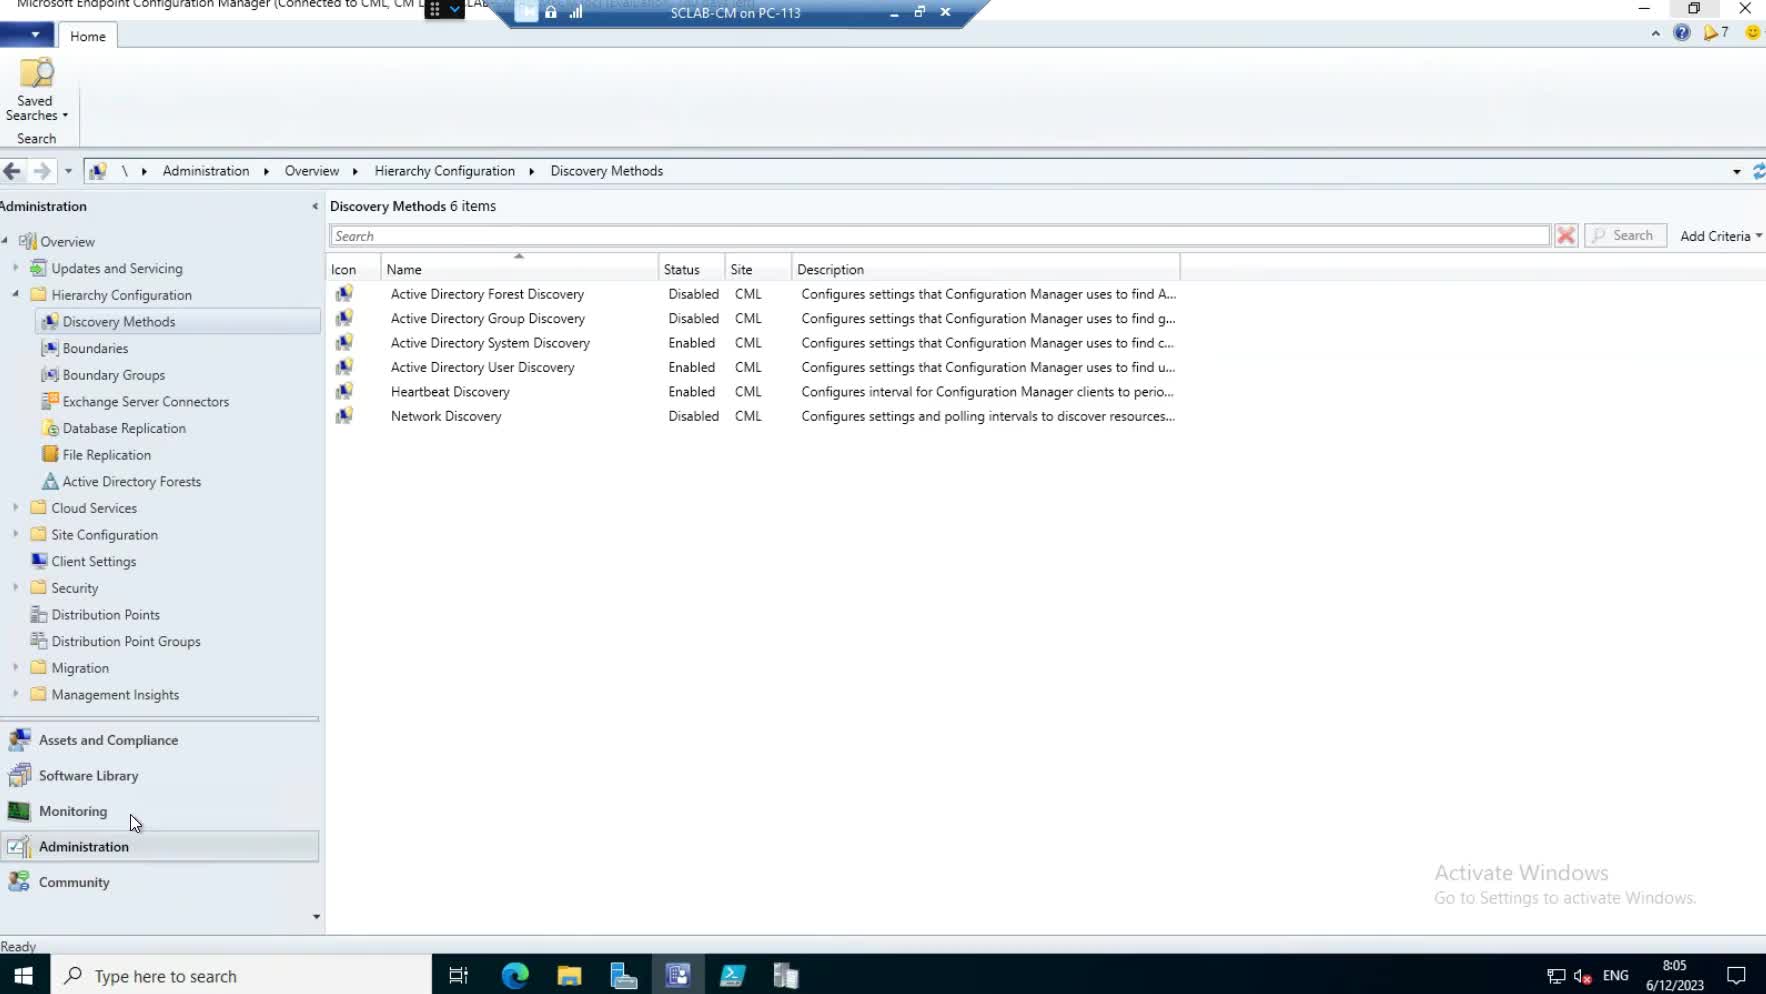 Microsoft Endpoint Configuration Manager (Connected to CML, CM
SCLAB-CM on PC-113
Home
7
Saved
Searches
Search
\ Administration Overview Hierarchy Configuration Discovery Methods
Administration
Discovery Methods 6 items
Search
Search
Add Criteria
Icon Name Status Site Description
Active Directory Forest Discovery Disabled CML Configures settings that Configuration Manager uses to find A...
Active Directory Group Discovery Disabled CML Configures settings that Configuration Manager uses to find g...
Active Directory System Discovery Enabled CML Configures settings that Configuration Manager uses to find c...
Active Directory User Discovery Enabled CML Configures settings that Configuration Manager uses to find u...
Heartbeat Discovery Enabled CML Configures interval for Configuration Manager clients to perio...
Network Discovery Disabled CML Configures settings and polling intervals to discover resources...
Overview
Updates and Servicing
Hierarchy Configuration
Discovery Methods
Boundaries
Boundary Groups
Exchange Server Connectors
Database Replication
File Replication
Active Directory Forests
Cloud Services
Site Configuration
Client Settings
Security
Distribution Points
Distribution Point Groups
Migration
Management Insights
Assets and Compliance
Software Library
Monitoring
Administration
Community
Activate Windows
Go to Settings to activate Windows.
Ready
Type here to search
ENG
8:05
6/12/2023